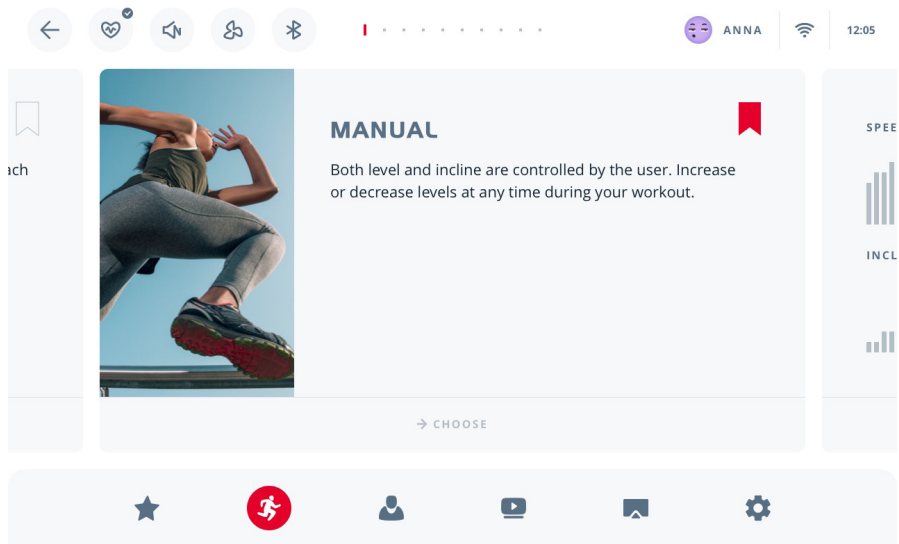 ANNA
12:05
ach
MANUAL
Both level and incline are controlled by the user. Increase
or decrease levels at any time during your workout.
SPEE
INCL
CHOOSE